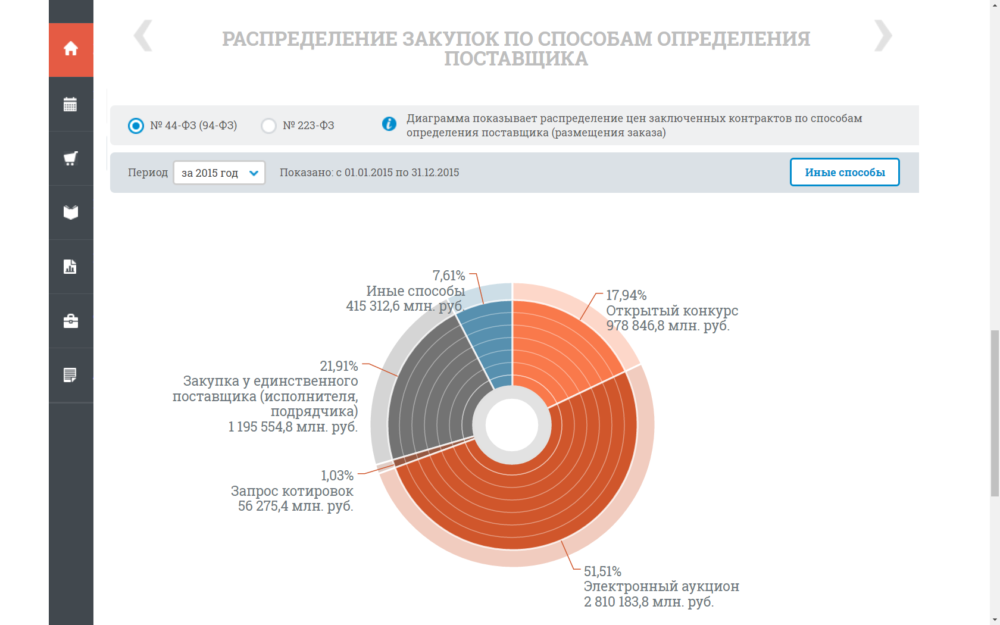 РАСПРЕДЕЛЕНИЕ ЗАКУПОК ПО СПОСОБАМ ОПРЕДЕЛЕНИЯ
ПОСТАВЩИКА
№ 44-ФЗ (94-ФЗ)
№ 223-ФЗ
Диаграмма показывает распределение цен заключенных контрактов по способам
определения поставщика (размещения заказа)
Период
за 2015 год
Показано: с 01.01.2015 по 31.12.2015
Иные способы
7,61%
Иные способы
415 312,6 млн. руб.
17,94%
Открытый конкурс
978 846,8 млн. руб.
21,91%
Закупка у единственного
поставщика (исполнителя,
подрядчика)
1 195 554,8 млн. руб.
1,03%
Запрос котировок
56 275,4 млн. руб.
51,51%
Электронный аукцион
2 810 183,8 млн. руб.